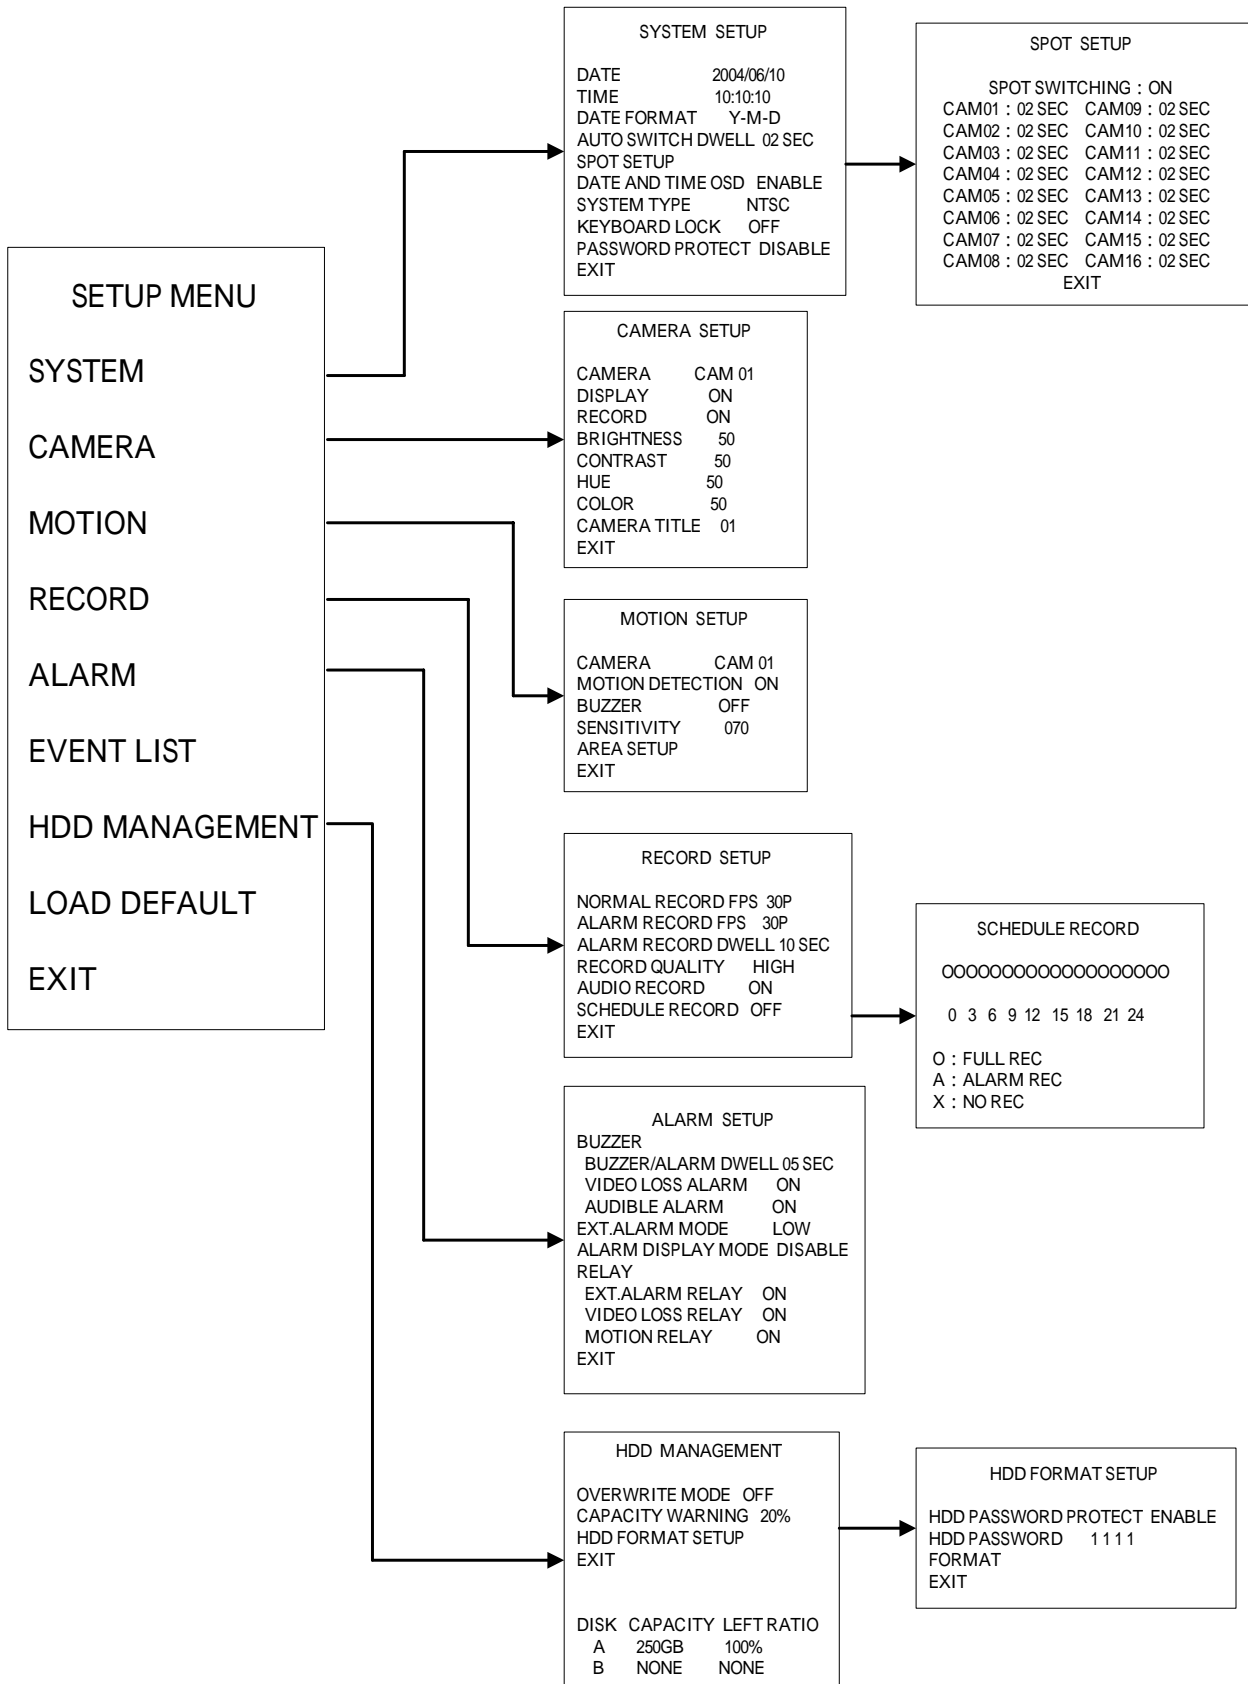 SETUP MENU
SYSTEM
CAMERA
MOTION
RECORD
ALARM
EVENT LIST
HDD MANAGEMENT
LOAD DEFAULT
EXIT
SYSTEM SETUP
DATE 2004/06/10
TIME 10:10:10
DATE FORMAT Y-M-D
AUTO SWITCH DWELL 02 SEC
SPOT SETUP
DATE AND TIME OSD ENABLE
SYSTEM TYPE NTSC
KEYBOARD LOCK OFF
PASSWORD PROTECT DISABLE
EXIT
SPOT SETUP
SPOT SWITCHING : ON
CAM01 : 02 SEC CAM09 : 02 SEC
CAM02 : 02 SEC CAM10 : 02 SEC
CAM03 : 02 SEC CAM11 : 02 SEC
CAM04 : 02 SEC CAM12 : 02 SEC
CAM05 : 02 SEC CAM13 : 02 SEC
CAM06 : 02 SEC CAM14 : 02 SEC
CAM07 : 02 SEC CAM15 : 02 SEC
CAM08 : 02 SEC CAM16 : 02 SEC
EXIT
CAMERA SETUP
CAMERA CAM 01
DISPLAY ON
RECORD ON
BRIGHTNESS 50
CONTRAST 50
HUE 50
COLOR 50
CAMERA TITLE 01
EXIT
MOTION SETUP
CAMERA CAM 01
MOTION DETECTION ON
BUZZER OFF
SENSITIVITY 070
AREA SETUP
EXIT
RECORD SETUP
NORMAL RECORD FPS 30P
ALARM RECORD FPS 30P
ALARM RECORD DWELL 10 SEC
RECORD QUALITY HIGH
AUDIO RECORD ON
SCHEDULE RECORD OFF
EXIT
SCHEDULE RECORD
OOOOOOOOOOOOOOOOOOO
0 3 6 9 12 15 18 21 24
O : FULL REC
A : ALARM REC
X : NO REC
ALARM SETUP
BUZZER
BUZZER/ALARM DWELL 05 SEC
VIDEO LOSS ALARM ON
AUDIBLE ALARM ON
EXT.ALARM MODE LOW
ALARM DISPLAY MODE DISABLE
RELAY
EXT.ALARM RELAY ON
VIDEO LOSS RELAY ON
MOTION RELAY ON
EXIT
HDD MANAGEMENT
OVERWRITE MODE OFF
CAPACITY WARNING 20%
HDD FORMAT SETUP
EXIT
DISK CAPACITY LEFT RATIO
A 250GB 100%
B NONE NONE
HDD FORMAT SETUP
HDD PASSWORD PROTECT ENABLE
HDD PASSWORD 1 1 1 1
FORMAT
EXIT